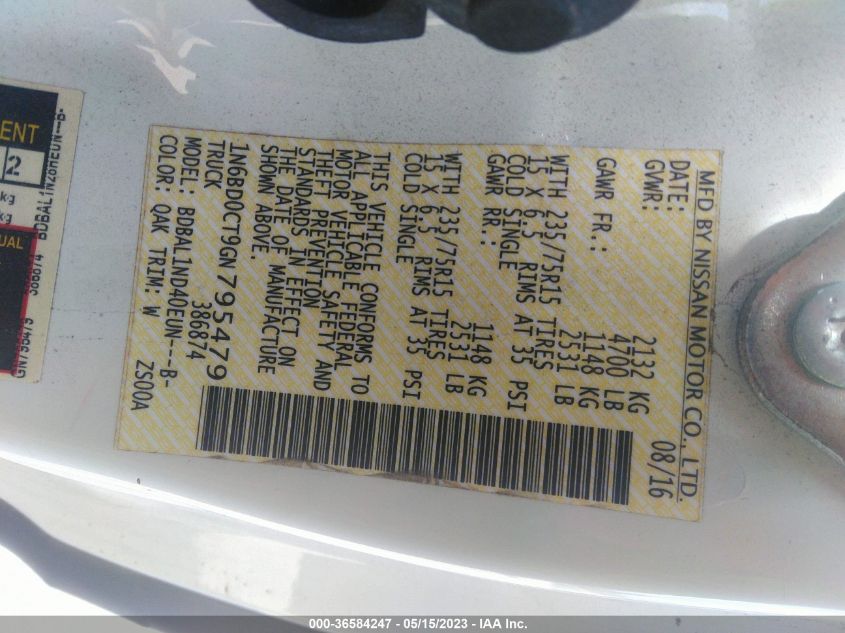 MFD BY NISSAN MOTOR CO., LTD.
DATE: 08/16
GVWR: 2132 KG
4700 LB
GAWR FR.: 1148 KG
2531 LB
WITH 235/75R15 TIRES
15 X 6.5 RIMS AT 35 PSI
COLD SINGLE
GAWR RR.: 1148 KG
2531 LB
WITH 235/75R15 TIRES
15 X 6.5 RIMS AT 35 PSI
COLD SINGLE
THIS VEHICLE CONFORMS TO
ALL APPLICABLE FEDERAL
MOTOR VEHICLE SAFETY AND
THEFT PREVENTION
STANDARDS IN EFFECT ON
THE DATE OF MANUFACTURE
SHOWN ABOVE.
1N6BD0CT9GN795479
TRUCK 386874
MODEL: BDBAL1ND4DEUN---B-
COLOR: QAK TRIM: W ZS00A
ENT
2
kg
kg
UAL
386874
GN795479
000-36584247 - 05/15/2023 - IAA Inc.